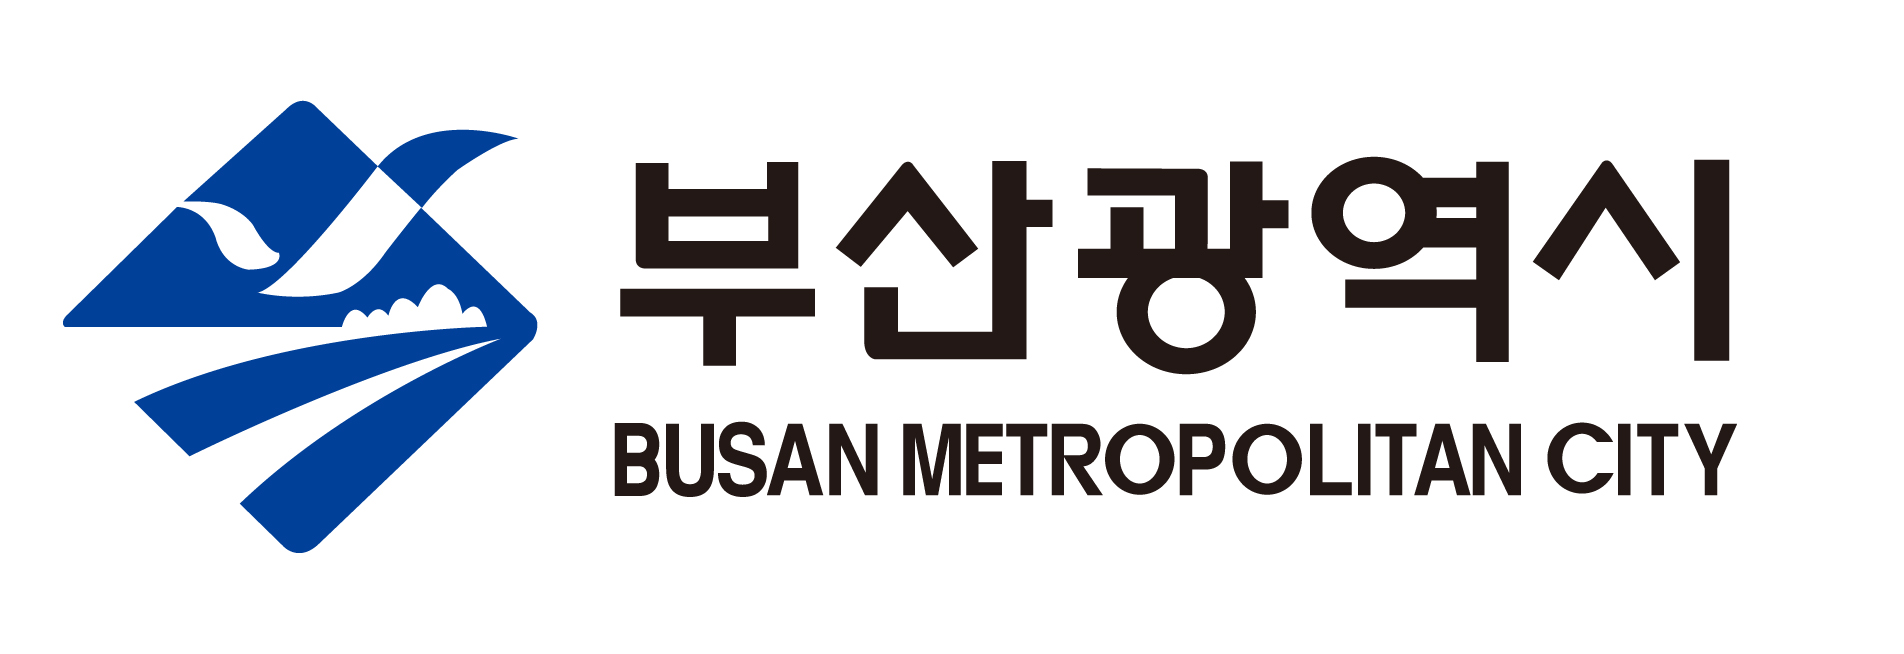 부산광역시
BUSAN METROPOLITAN CITY